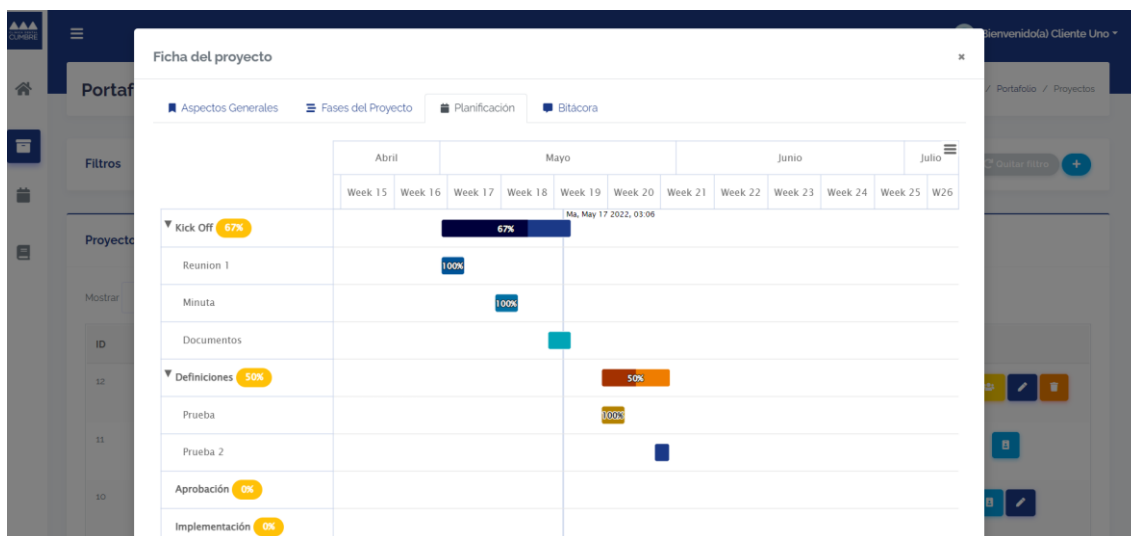 CUMBRE
Bienvenido(a) Cliente Uno
Ficha del proyecto
×
Portaf
/ Portafolio / Proyectos
Aspectos Generales
Fases del Proyecto
Planificación
Bitácora
Filtros
Quitar filtro
+
Abril
Mayo
Junio
Julio
Week 15
Week 16
Week 17
Week 18
Week 19
Week 20
Week 21
Week 22
Week 23
Week 24
Week 25
W26
Ma, May 17 2022, 03:06
Proyecto
Kick Off 67%
67%
Reunion 1
100%
Mostrar
Minuta
100%
ID
Documentos
12
Definiciones 50%
50%
Prueba
100%
11
Prueba 2
10
Aprobación 0%
Implementación 0%